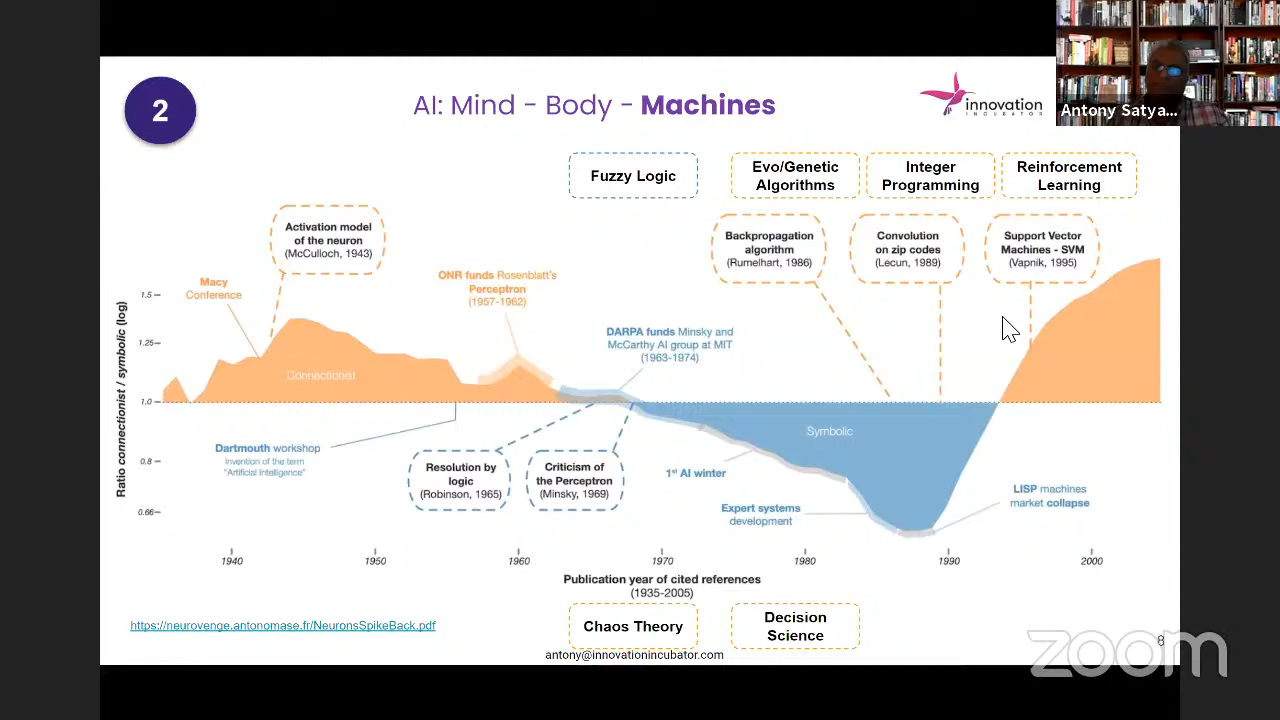 2
AI: Mind - Body - Machines
innovation
INCUBATOR
Antony Satya...
Fuzzy Logic
Evo/Genetic
Algorithms
Integer
Programming
Reinforcement
Learning
Activation model
of the neuron
(McCulloch, 1943)
Macy
Conference
ONR funds Rosenblatt's
Perceptron
(1957-1962)
DARPA funds Minsky and
McCarthy AI group at MIT
(1963-1974)
Backpropagation
algorithm
(Rumelhart, 1986)
Convolution
on zip codes
(Lecun, 1989)
Support Vector
Machines - SVM
(Vapnik, 1995)
Ratio connectionist / symbolic (log)
1.5
1.25
1.0
0.8
0.66
Connectionist
Symbolic
Dartmouth workshop
Invention of the term
"Artificial Intelligence"
Resolution by
logic
(Robinson, 1965)
Criticism of
the Perceptron
(Minsky, 1969)
1st AI winter
Expert systems
development
LISP machines
market collapse
1940
1950
1960
1970
1980
1990
2000
Publication year of cited references
(1935-2005)
https://neurovenge.antonomase.fr/NeuronsSpikeBack.pdf
Chaos Theory
Decision
Science
antony@innovationincubator.com
8
zoom